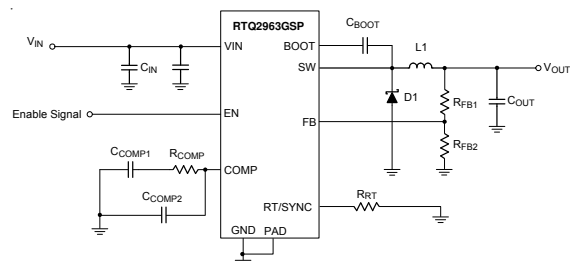 RTQ2963GSP
VIN
VIN
CIN
BOOT
CBOOT
SW
L1
VOUT
D1
RFB1
COUT
Enable Signal
EN
FB
RFB2
CCOMP1
RCOMP
COMP
CCOMP2
RT/SYNC
RRT
GND
PAD